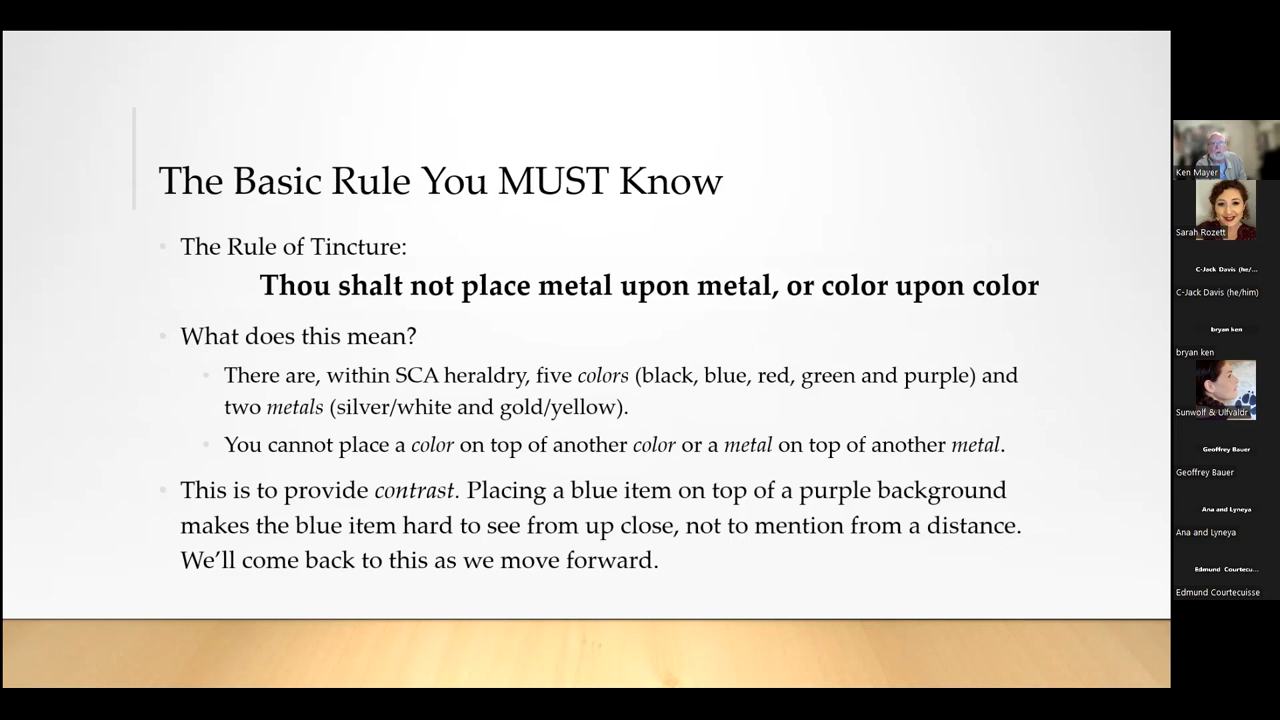 The Basic Rule You MUST Know
• The Rule of Tincture:
Thou shalt not place metal upon metal, or color upon color
• What does this mean?
• There are, within SCA heraldry, five colors (black, blue, red, green and purple) and
two metals (silver/white and gold/yellow).
• You cannot place a color on top of another color or a metal on top of another metal.
• This is to provide contrast. Placing a blue item on top of a purple background
makes the blue item hard to see from up close, not to mention from a distance.
We’ll come back to this as we move forward.
Ken Mayer
Sarah Rozett
C-Jack Davis (he/...
C-Jack Davis (he/him)
bryan ken
bryan ken
Sunwolf & Ulfvaldr
Geoffrey Bauer
Geoffrey Bauer
Ana and Lyneya
Ana and Lyneya
Edmund Courtecu...
Edmund Courtecuisse